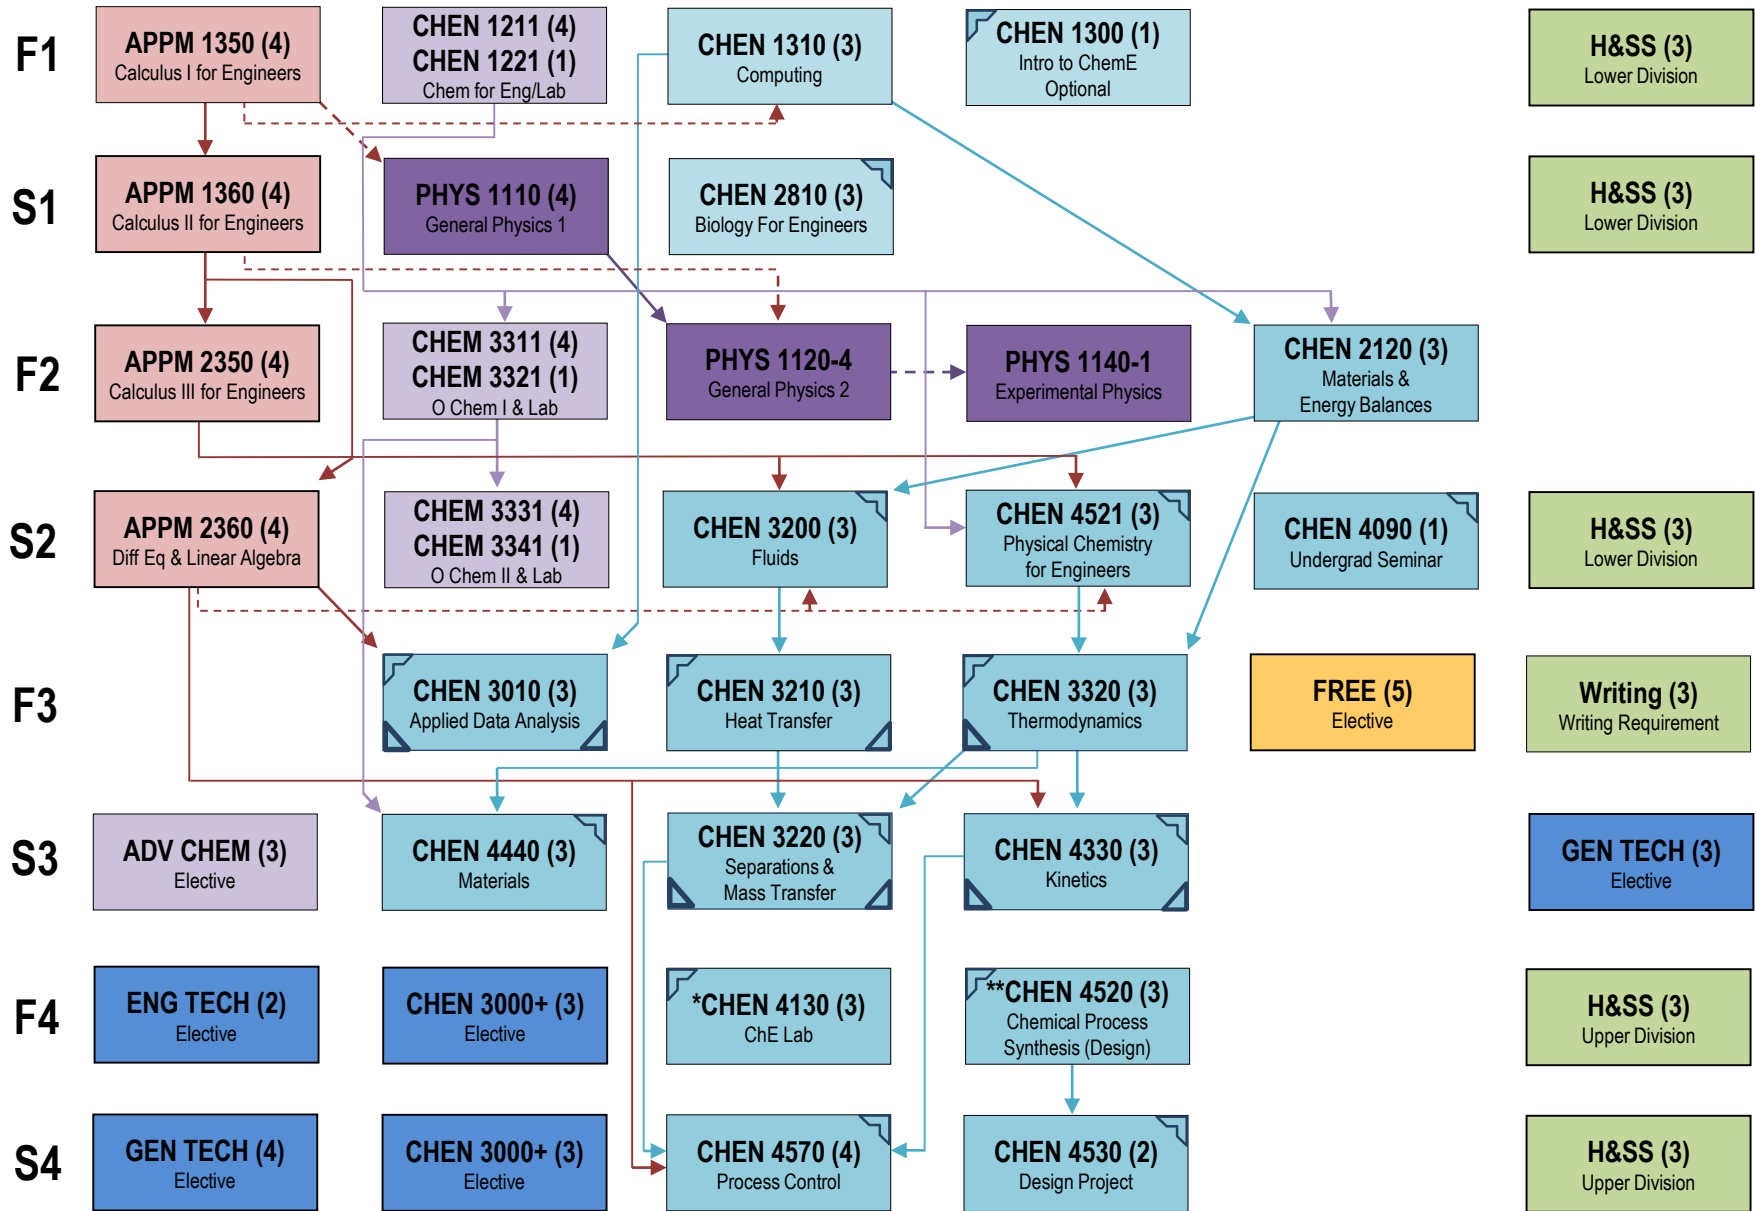 F1
APPM 1350 (4)
Calculus I for Engineers
CHEN 1211 (4)
CHEN 1221 (1)
Chem for Eng/Lab
CHEN 1310 (3)
Computing
CHEN 1300 (1)
Intro to ChemE
Optional
H&SS (3)
Lower Division
S1
APPM 1360 (4)
Calculus II for Engineers
PHYS 1110 (4)
General Physics 1
CHEN 2810 (3)
Biology For Engineers
H&SS (3)
Lower Division
F2
APPM 2350 (4)
Calculus III for Engineers
CHEM 3311 (4)
CHEM 3321 (1)
O Chem I & Lab
PHYS 1120-4
General Physics 2
PHYS 1140-1
Experimental Physics
CHEN 2120 (3)
Materials &
Energy Balances
S2
APPM 2360 (4)
Diff Eq & Linear Algebra
CHEM 3331 (4)
CHEM 3341 (1)
O Chem II & Lab
CHEN 3200 (3)
Fluids
CHEN 4521 (3)
Physical Chemistry
for Engineers
CHEN 4090 (1)
Undergrad Seminar
H&SS (3)
Lower Division
F3
CHEN 3010 (3)
Applied Data Analysis
CHEN 3210 (3)
Heat Transfer
CHEN 3320 (3)
Thermodynamics
FREE (5)
Elective
Writing (3)
Writing Requirement
S3
ADV CHEM (3)
Elective
CHEN 4440 (3)
Materials
CHEN 3220 (3)
Separations &
Mass Transfer
CHEN 4330 (3)
Kinetics
GEN TECH (3)
Elective
F4
ENG TECH (2)
Elective
CHEN 3000+ (3)
Elective
*CHEN 4130 (3)
ChE Lab
**CHEN 4520 (3)
Chemical Process
Synthesis (Design)
H&SS (3)
Upper Division
S4
GEN TECH (4)
Elective
CHEN 3000+ (3)
Elective
CHEN 4570 (4)
Process Control
CHEN 4530 (2)
Design Project
H&SS (3)
Upper Division